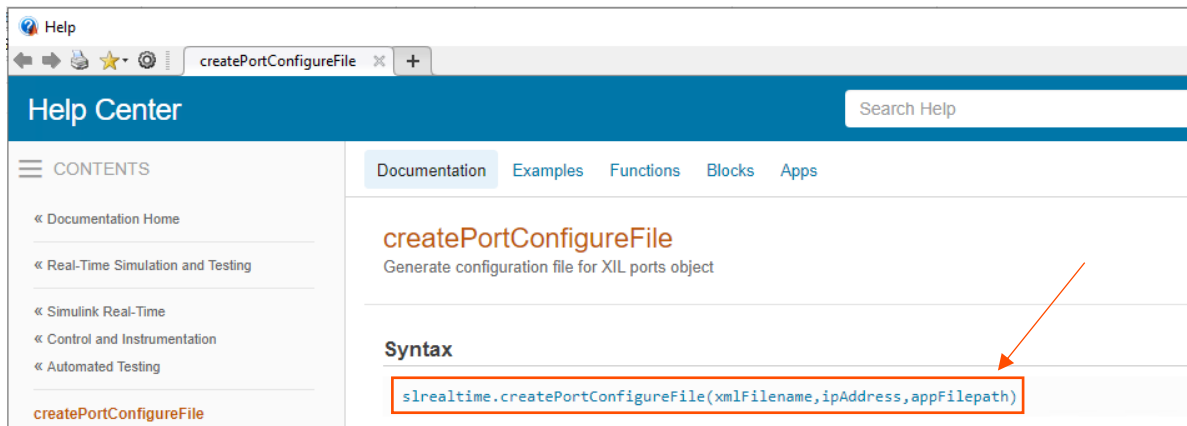 Help
createPortConfigureFile
Help Center
Search Help
CONTENTS
« Documentation Home
« Real-Time Simulation and Testing
« Simulink Real-Time
« Control and Instrumentation
« Automated Testing
createPortConfigureFile
Documentation Examples Functions Blocks Apps
createPortConfigureFile
Generate configuration file for XIL ports object
Syntax
slrealtime.createPortConfigureFile(xmlFilename,ipAddress,appFilepath)